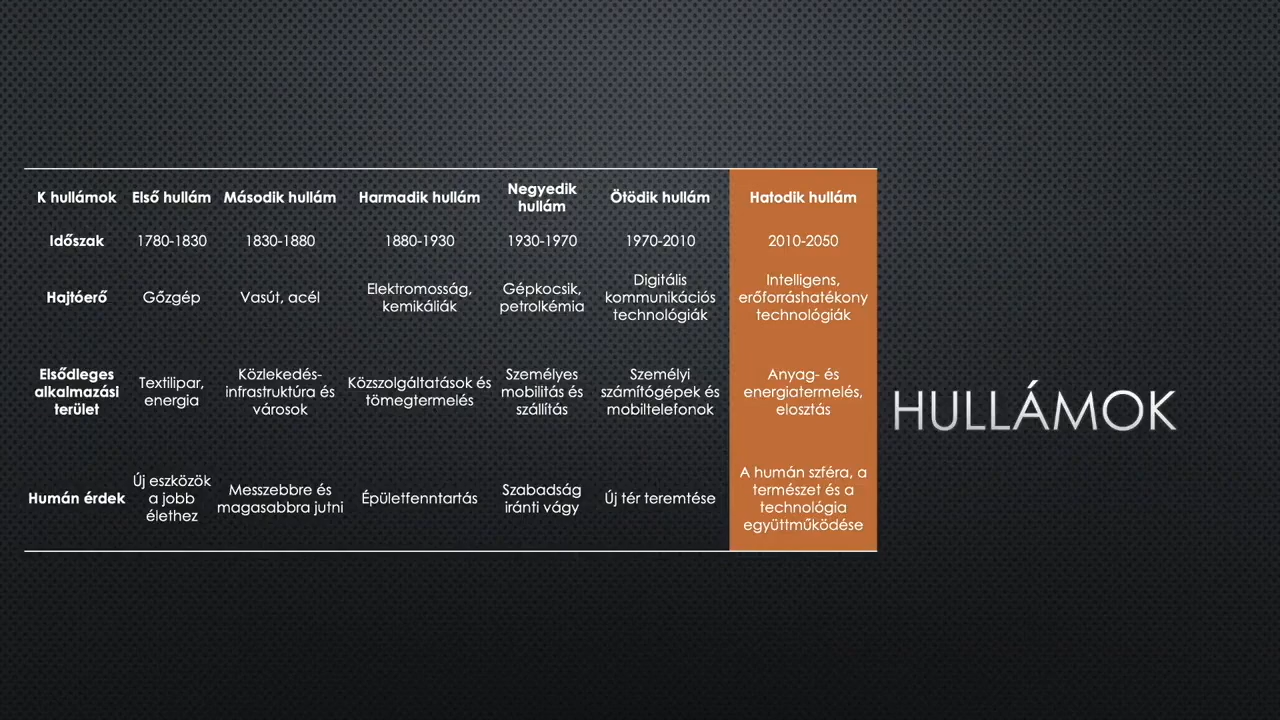 K hullámok Első hullám Második hullám Harmadik hullám Negyedik hullám Ötödik hullám Hatodik hullám
Időszak 1780-1830 1830-1880 1880-1930 1930-1970 1970-2010 2010-2050
Hajtóerő Gőzgép Vasút, acél Elektromosság, kemikáliák Gépkocsik, petrolkémia Digitális kommunikációs technológiák Intelligens, erőforráshatékony technológiák
Elsődleges alkalmazási terület Textilipar, energia Közlekedés-infrastruktúra és városok Közszolgáltatások és tömegtermelés Személyes mobilitás és szállítás Személyi számítógépek és mobiltelefonok Anyag- és energiatermelés, elosztás
Humán érdek Új eszközök a jobb élethez Messzebbre és magasabbra jutni Épületfenntartás Szabadság iránti vágy Új tér teremtése A humán szféra, a természet és a technológia együttműködése
HULLÁMOK